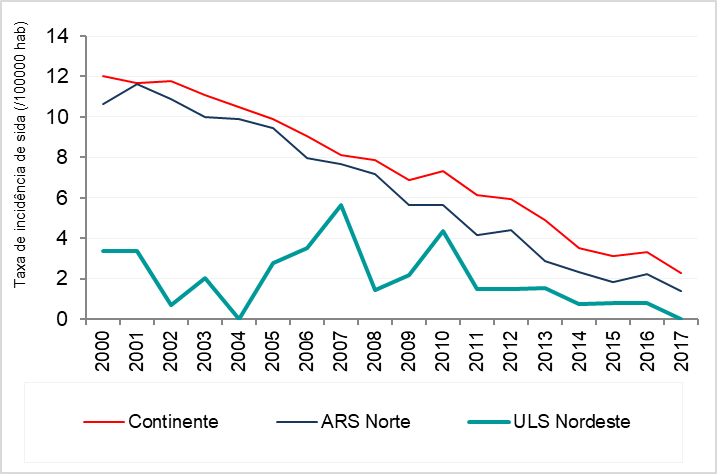 Taxa de incidência de sida (/100000 hab)
14
12
10
8
6
4
2
0
2000 2001 2002 2003 2004 2005 2006 2007 2008 2009 2010 2011 2012 2013 2014 2015 2016 2017
Continente ARS Norte ULS Nordeste